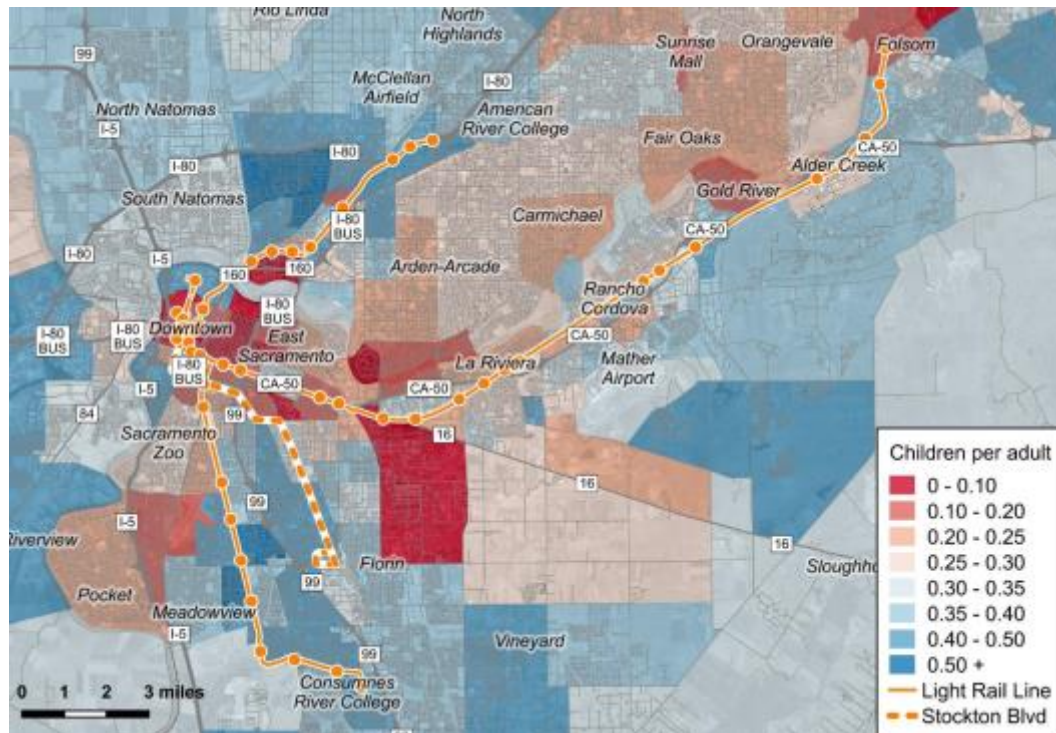 Rio Linda
North
Highlands
Sunrise
Mall
Orangevale
Folsom
99
McClellan
Airfield
I-80
North Natomas
American
River College
I-5
I-80
Fair Oaks
CA-50
I-80
Alder Creek
Gold River
South Natomas
Carmichael
I-80
BUS
CA-50
I-80
I-5
160
160
Arden-Arcade
Rancho
Cordova
I-80
BUS
I-80
BUS
I-80
BUS
Downtown
East
Sacramento
CA-50
La Riviera
Mather
Airport
I-80
BUS
I-5
CA-50
CA-50
84
99
16
Sacramento
Zoo
Children per adult
0 - 0.10
0.10 - 0.20
0.20 - 0.25
0.25 - 0.30
0.30 - 0.35
0.35 - 0.40
0.40 - 0.50
0.50 +
Light Rail Line
Stockton Blvd
16
99
I-5
16
Riverview
Florin
Slough
99
Pocket
Meadowview
I-5
Vineyard
99
Consumnes
River College
0 1 2 3 miles